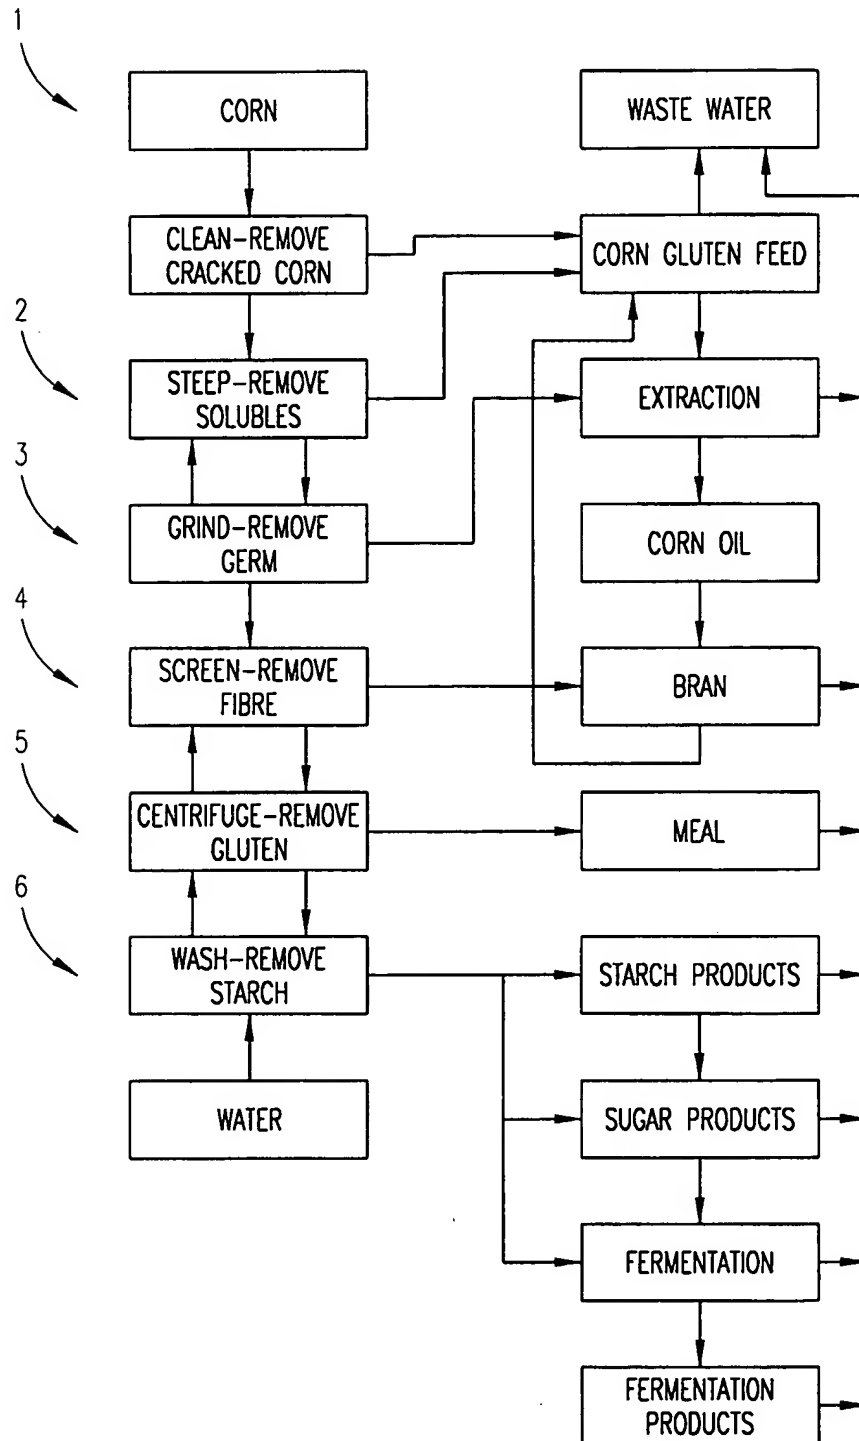 1
CORN
WASTE WATER
CLEAN-REMOVE
CRACKED CORN
CORN GLUTEN FEED
2
STEEP-REMOVE
SOLUBLES
EXTRACTION
3
GRIND-REMOVE
GERM
CORN OIL
4
SCREEN-REMOVE
FIBRE
BRAN
5
CENTRIFUGE-REMOVE
GLUTEN
MEAL
6
WASH-REMOVE
STARCH
STARCH PRODUCTS
WATER
SUGAR PRODUCTS
FERMENTATION
FERMENTATION
PRODUCTS